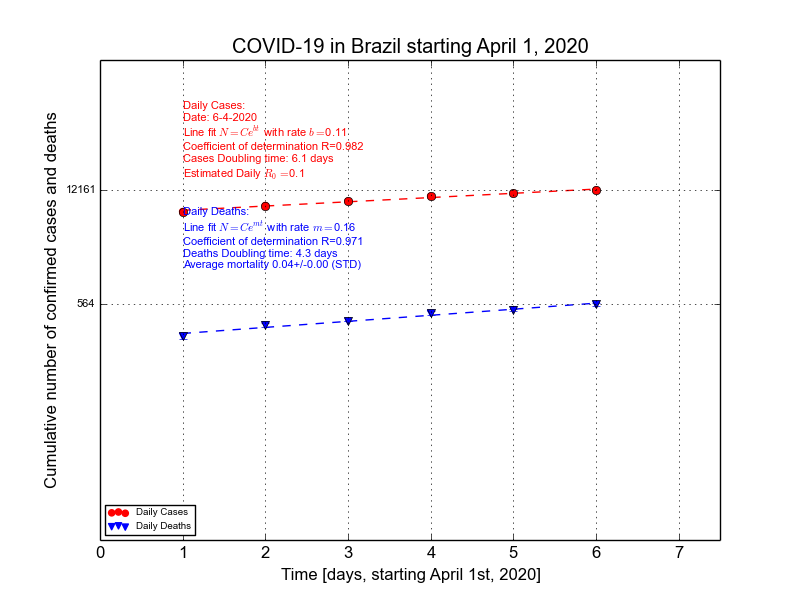 COVID-19 in Brazil starting April 1, 2020
Cumulative number of confirmed cases and deaths
Daily Cases:
Date: 6-4-2020
Line fit N = Ce^{bt} with rate b =0.11
Coefficient of determination R=0.982
Cases Doubling time: 6.1 days
Estimated Daily R_0 =0.1
12161
Daily Deaths:
Line fit N = Ce^{mt} with rate m =0.16
Coefficient of determination R=0.971
Deaths Doubling time: 4.3 days
Average mortality 0.04+/-0.00 (STD)
564
Daily Cases
Daily Deaths
0 1 2 3 4 5 6 7
Time [days, starting April 1st, 2020]